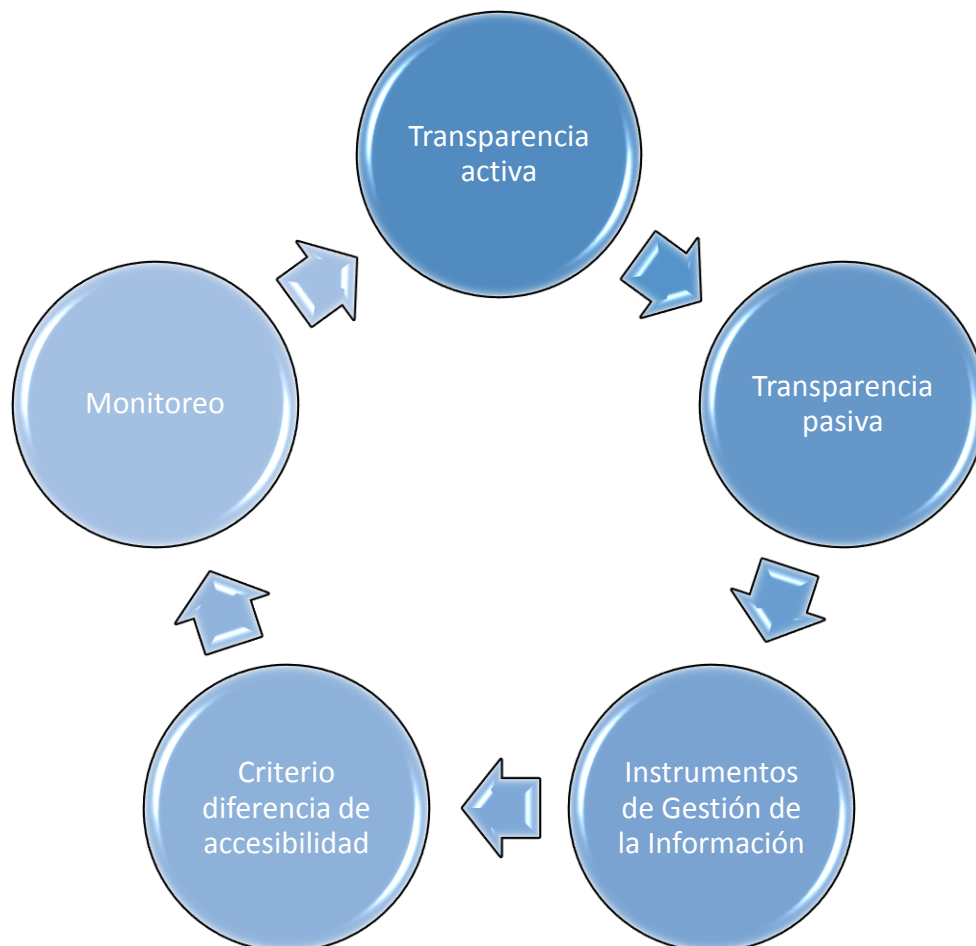 Transparencia
activa
Transparencia
pasiva
Instrumentos
de Gestión de
la Información
Criterio
diferencia de
accesibilidad
Monitoreo